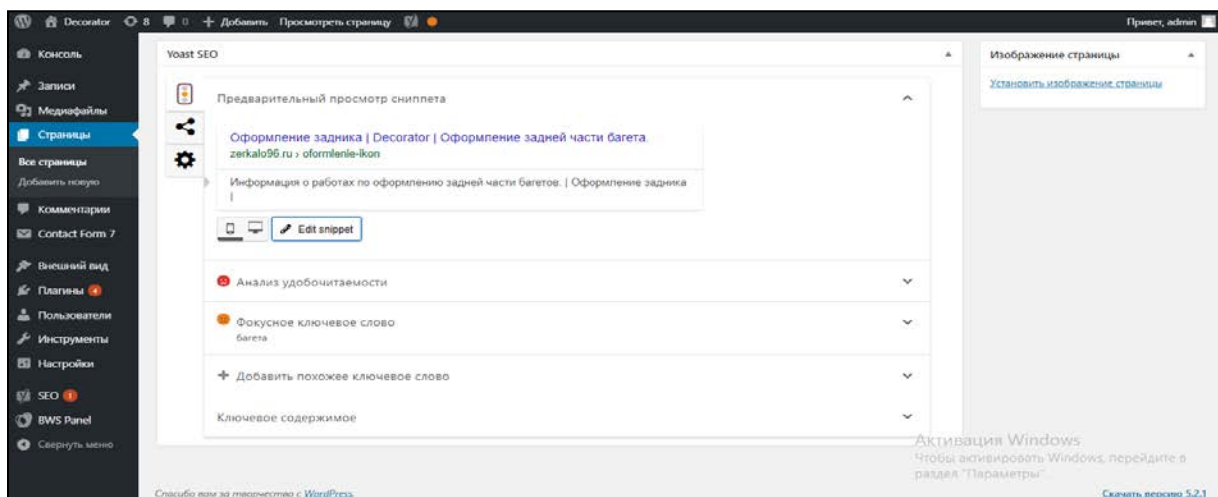 Decorator 8 0 + Добавить Просмотреть страницу Привет, admin
Консоль
Записи
Медиафайлы
Страницы
Все страницы
Добавить новую
Комментарии
Contact Form 7
Внешний вид
Плагины 4
Пользователи
Инструменты
Настройки
SEO 1
BWS Panel
Свернуть меню
Yoast SEO
Предварительный просмотр сниппета
Оформление задника | Decorator | Оформление задней части багета
zerkalo96.ru › oformlenie-ikon
Информация о работах по оформлению задней части багетов. | Оформление задника
|
Edit snippet
Анализ удобочитаемости
Фокусное ключевое слово
багета
Добавить похожее ключевое слово
Ключевое содержимое
Изображение страницы
Установить изображение страницы
Активация Windows
Чтобы активировать Windows, перейдите в
раздел "Параметры"
Спасибо вам за творчество с WordPress.
Скачать версию 5.2.1